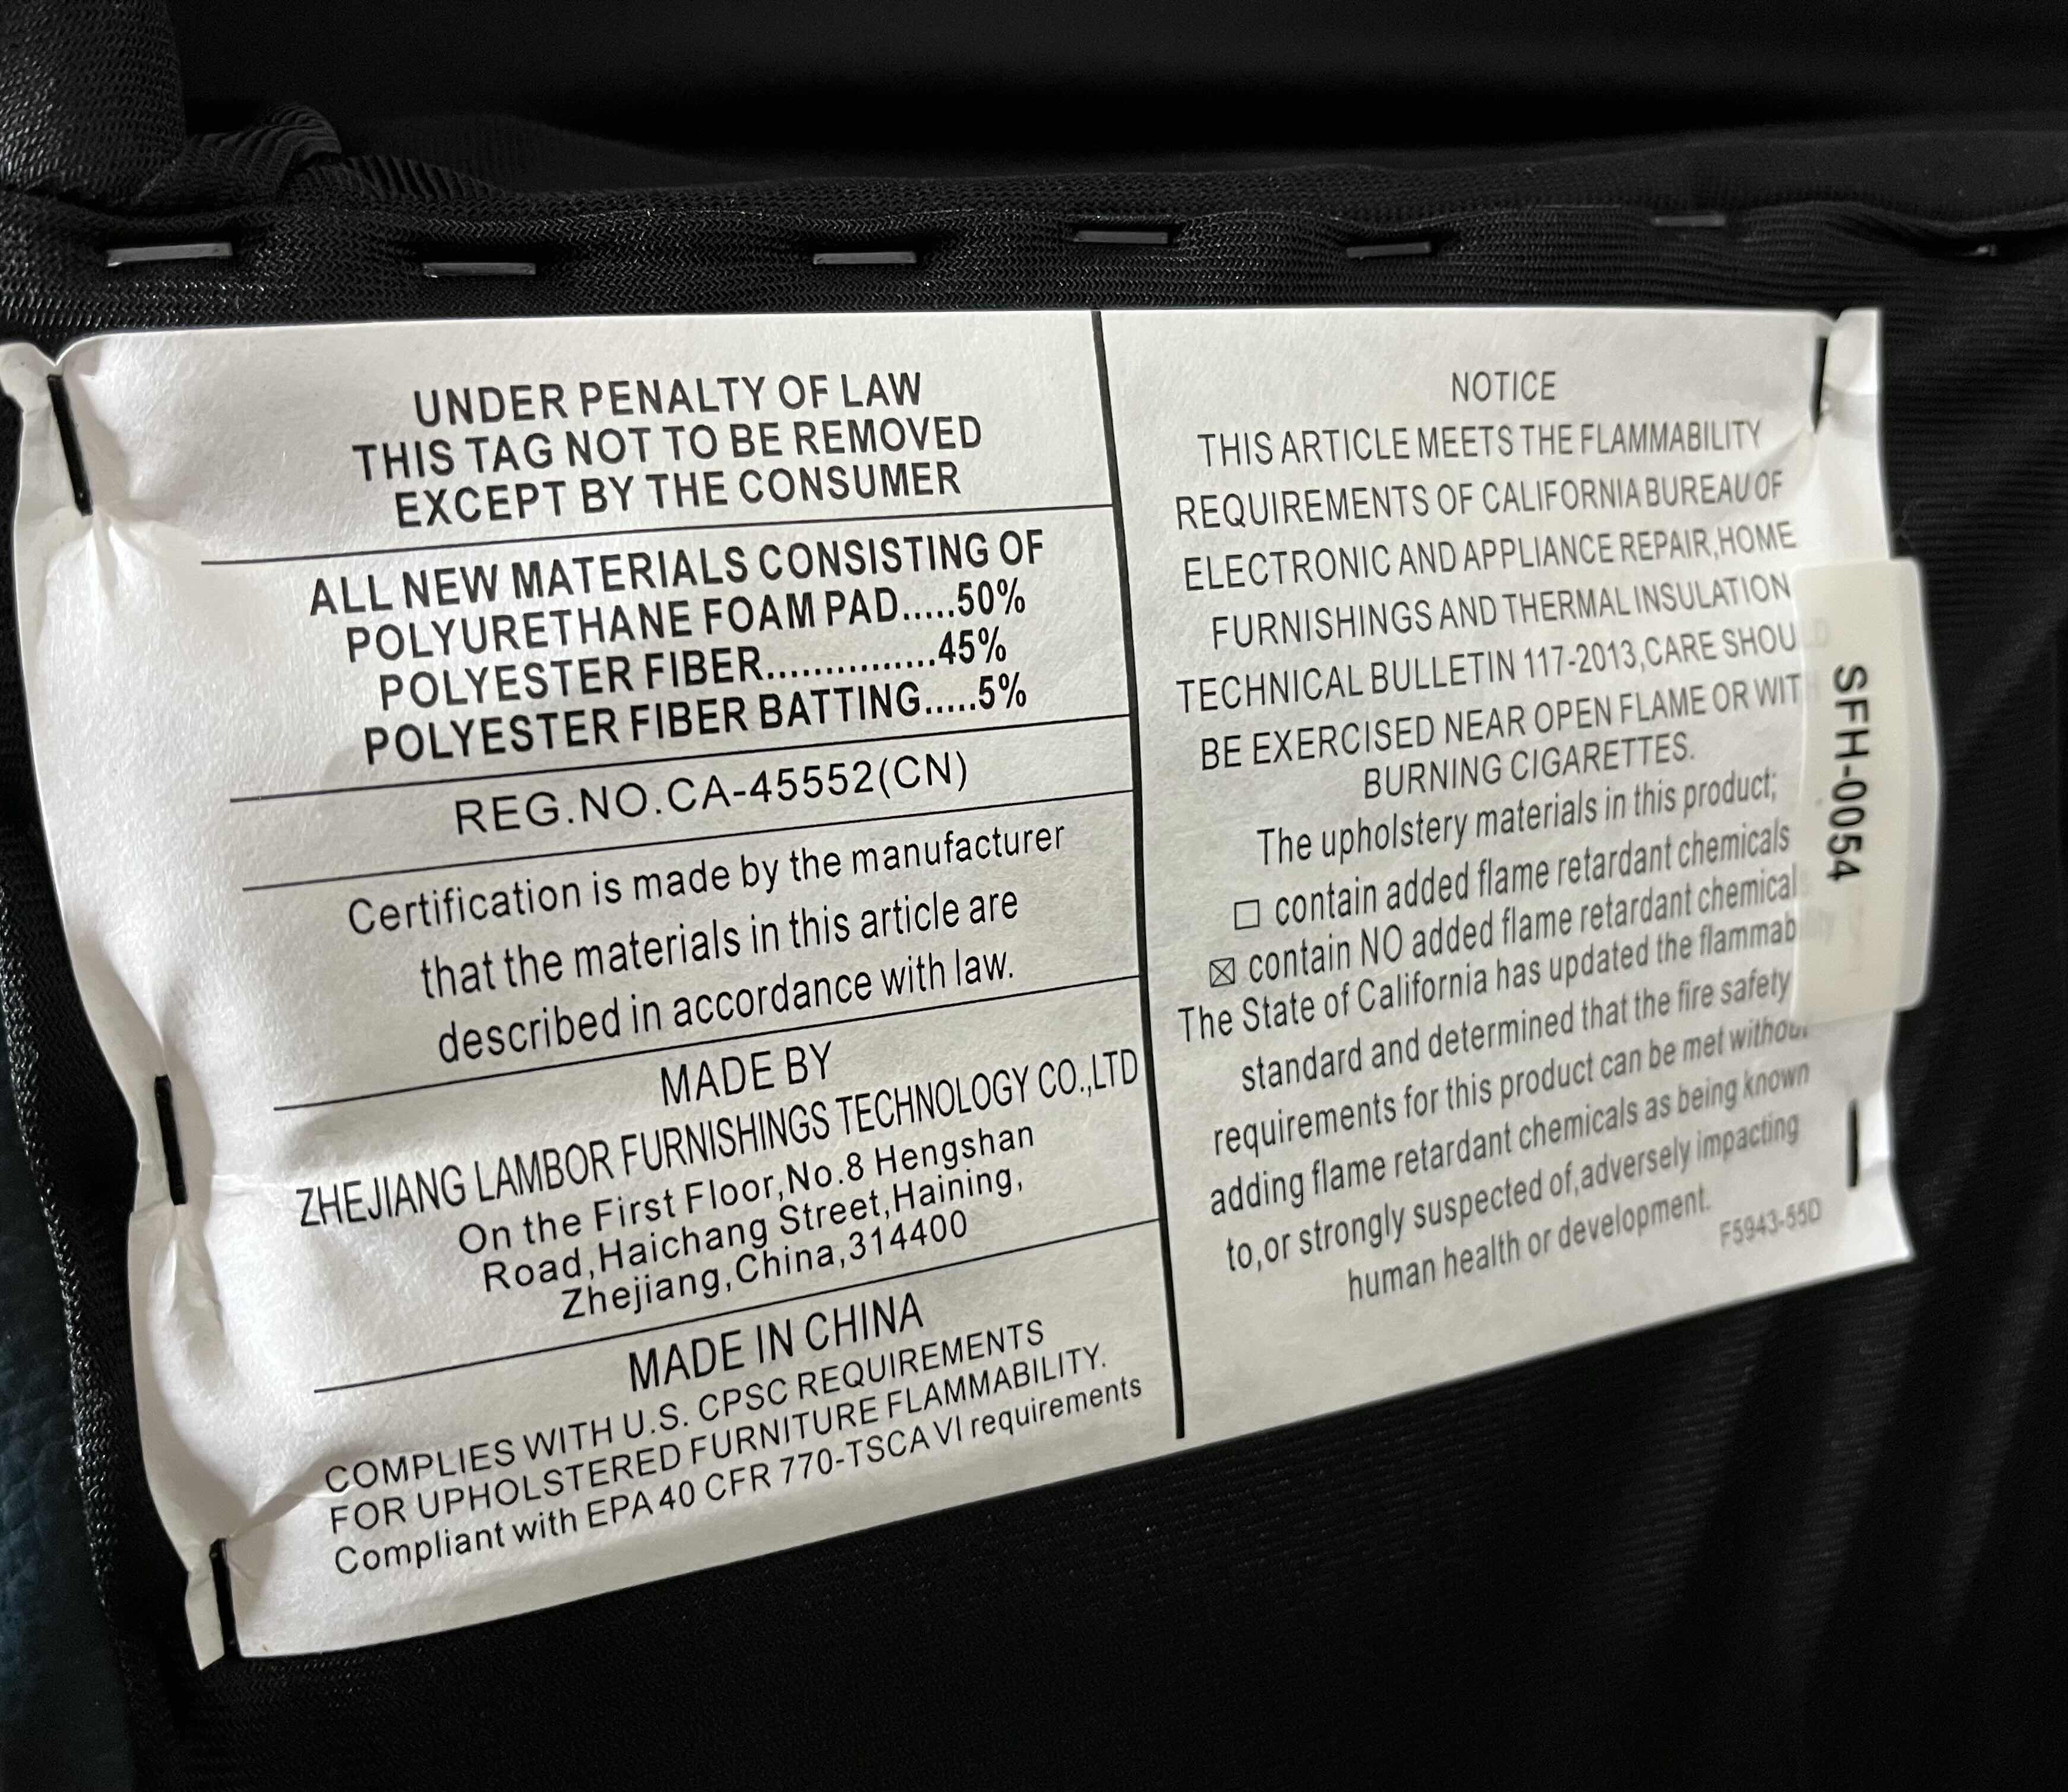 UNDER PENALTY OF LAW
THIS TAG NOT TO BE REMOVED
EXCEPT BY THE CONSUMER
ALL NEW MATERIALS CONSISTING OF
POLYURETHANE FOAM PAD.....50%
POLYESTER FIBER...............45%
POLYESTER FIBER BATTING.....5%
REG.NO.CA-45552(CN)
Certification is made by the manufacturer
that the materials in this article are
described in accordance with law.
MADE BY
ZHEJIANG LAMBOR FURNISHINGS TECHNOLOGY CO.,LTD
On the First Floor,No.8 Hengshan
Road,Haichang Street,Haining,
Zhejiang,China,314400
MADE IN CHINA
COMPLIES WITH U.S. CPSC REQUIREMENTS
FOR UPHOLSTERED FURNITURE FLAMMABILITY.
Compliant with EPA 40 CFR 770-TSCA VI requirements
NOTICE
THIS ARTICLE MEETS THE FLAMMABILITY
REQUIREMENTS OF CALIFORNIA BUREAU OF
ELECTRONIC AND APPLIANCE REPAIR,HOME
FURNISHINGS AND THERMAL INSULATION
TECHNICAL BULLETIN 117-2013,CARE SHOULD
BE EXERCISED NEAR OPEN FLAME OR WIT
BURNING CIGARETTES.
The upholstery materials in this product;
☐ contain added flame retardant chemicals
☒ contain NO added flame retardant chemical
The State of California has updated the flammability
standard and determined that the fire safety
requirements for this product can be met without
adding flame retardant chemicals as being known
to,or strongly suspected of,adversely impacting
human health or development.
F5943-55D
SFH-0054